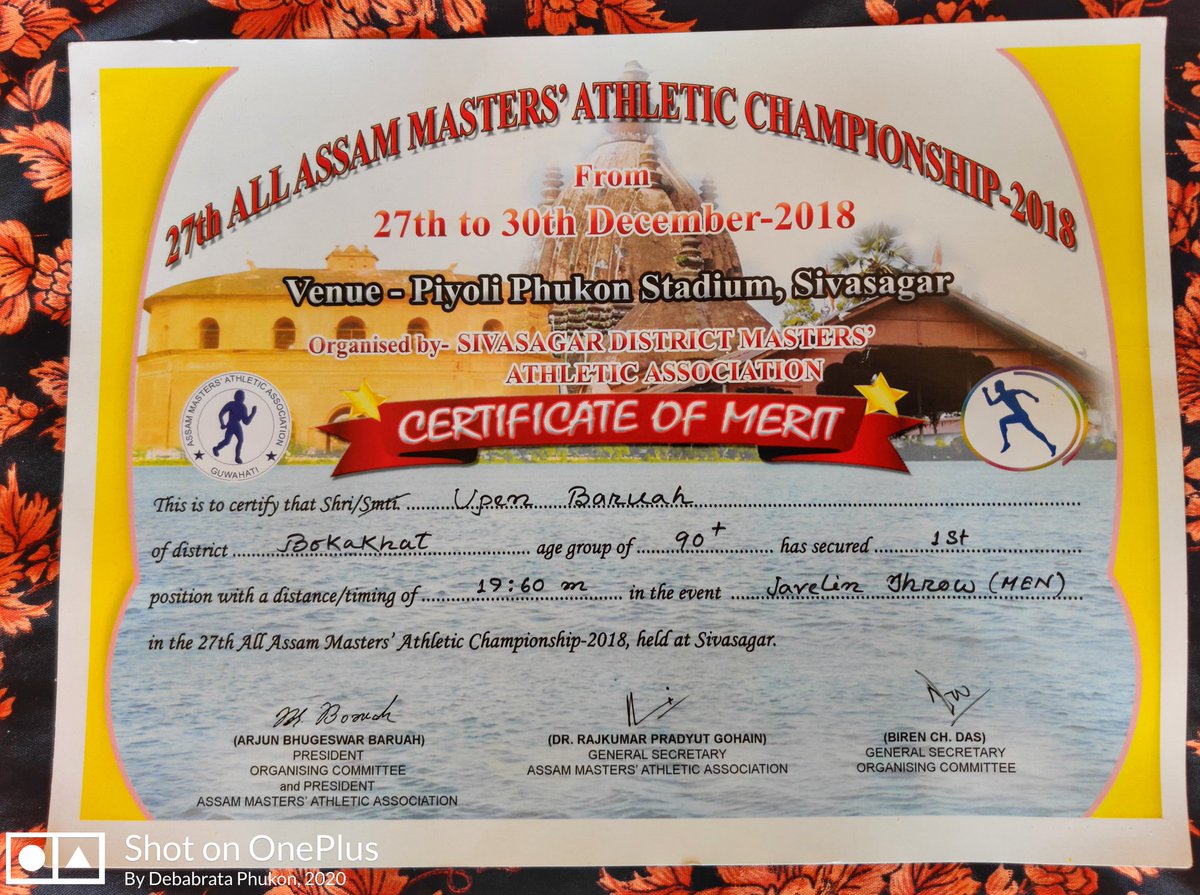 27th ALL ASSAM MASTERS' ATHLETIC CHAMPIONSHIP-2018
From
27th to 30th December-2018
Venue - Piyoli Phukon Stadium, Sivasagar
Organised by- SIVASAGAR DISTRICT MASTERS'
ATHLETIC ASSOCIATION
ASSAM MASTERS' ATHLETIC ASSOCIATION
GUWAHATI
CERTIFICATE OF MERIT
This is to certify that Shri/Smti. Upen Baruah
of district Bokakhat age group of 90+ has secured 1st
position with a distance/timing of 19:60 m in the event Javelin Throw (MEN)
in the 27th All Assam Masters' Athletic Championship-2018, held at Sivasagar.
(ARJUN BHUGESWAR BARUAH)
PRESIDENT
ORGANISING COMMITTEE
and PRESIDENT
ASSAM MASTERS' ATHLETIC ASSOCIATION
(DR. RAJKUMAR PRADYUT GOHAIN)
GENERAL SECRETARY
ASSAM MASTERS' ATHLETIC ASSOCIATION
(BIREN CH. DAS)
GENERAL SECRETARY
ORGANISING COMMITTEE
Shot on OnePlus
By Debabrata Phukon, 2020